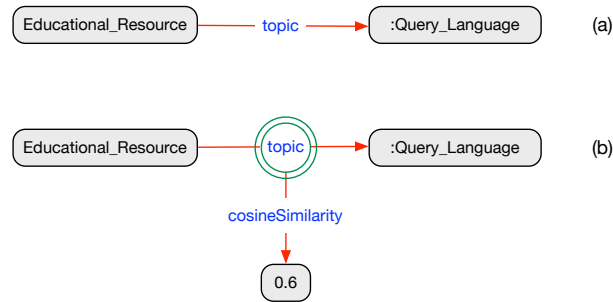 Educational_Resource topic :Query_Language (a)
Educational_Resource topic :Query_Language (b)
cosineSimilarity
0.6